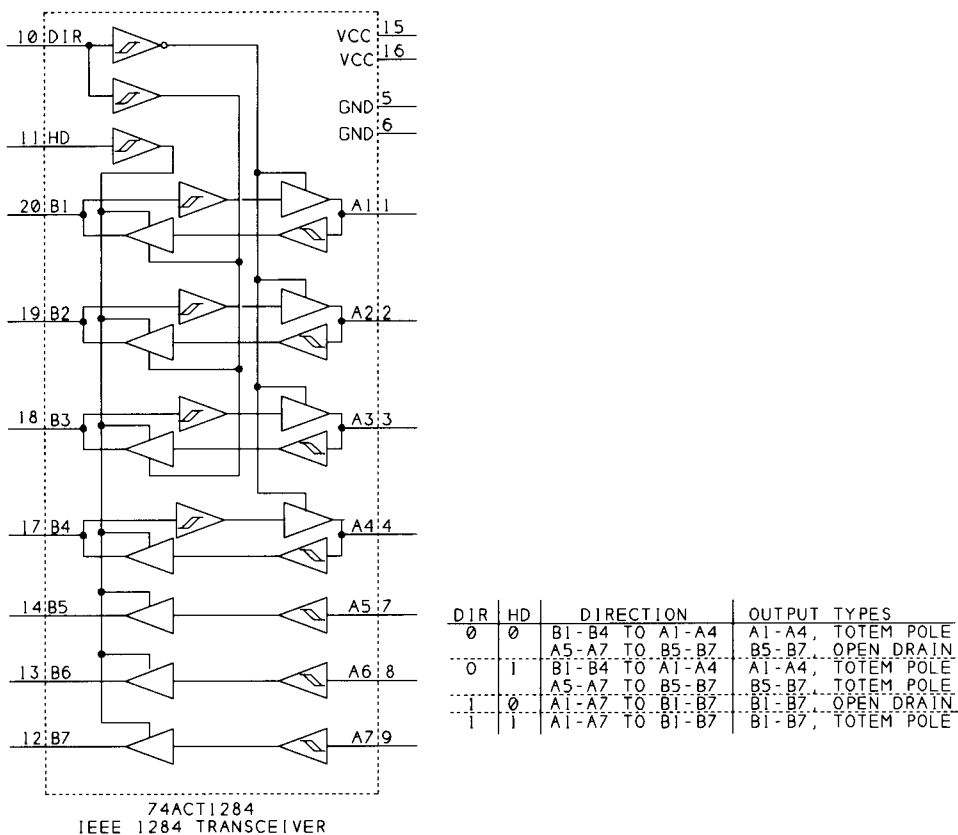 10 DIR
VCC 15
VCC 16
GND 5
GND 6
11 HD
20 B1 A1 1
19 B2 A2 2
18 B3 A3 3
17 B4 A4 4
14 B5 A5 7
13 B6 A6 8
12 B7 A7 9
74ACT1284
IEEE 1284 TRANSCEIVER
DIR HD DIRECTION OUTPUT TYPES
0 0 B1-B4 TO A1-A4 A1-A4, TOTEM POLE
A5-A7 TO B5-B7 B5-B7, OPEN DRAIN
0 1 B1-B4 TO A1-A4 A1-A4, TOTEM POLE
A5-A7 TO B5-B7 B5-B7, TOTEM POLE
1 0 A1-A7 TO B1-B7 B1-B7, OPEN DRAIN
1 1 A1-A7 TO B1-B7 B1-B7, TOTEM POLE